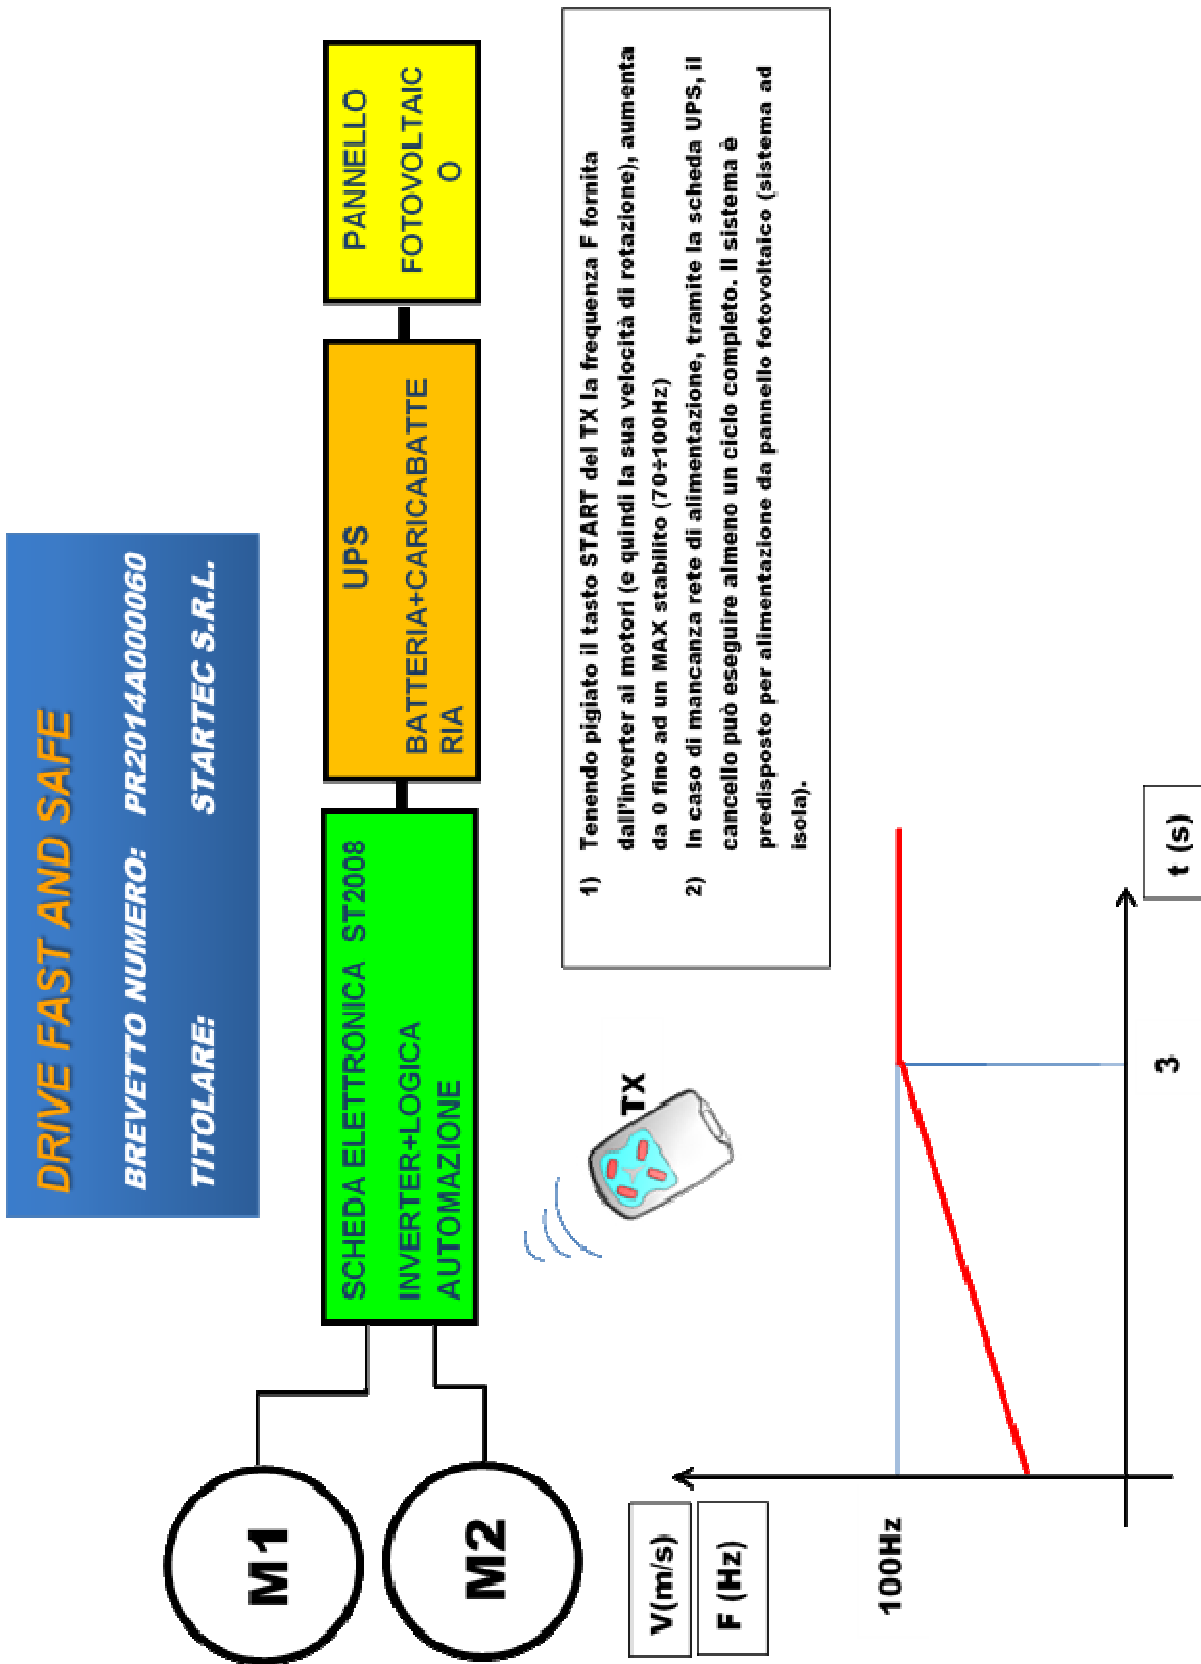 DRIVE FAST AND SAFE
BREVETTO NUMERO: PR2014A000060
TITOLARE: STARTEC S.R.L.
M1
M2
SCHEDA ELETTRONICA ST2008
INVERTER+LOGICA
AUTOMAZIONE
UPS
BATTERIA+CARICABATTE
RIA
PANNELLO
FOTOVOLTAIC
O
TX
1) Tenendo pigiato il tasto START del TX la frequenza F fornita
dall'inverter ai motori (e quindi la sua velocità di rotazione), aumenta
da 0 fino ad un MAX stabilito (70÷100Hz)
2) In caso di mancanza rete di alimentazione, tramite la scheda UPS, il
cancello può eseguire almeno un ciclo completo. Il sistema è
predisposto per alimentazione da pannello fotovoltaico (sistema ad
isola).
V(m/s)
F (Hz)
100Hz
3
t (s)